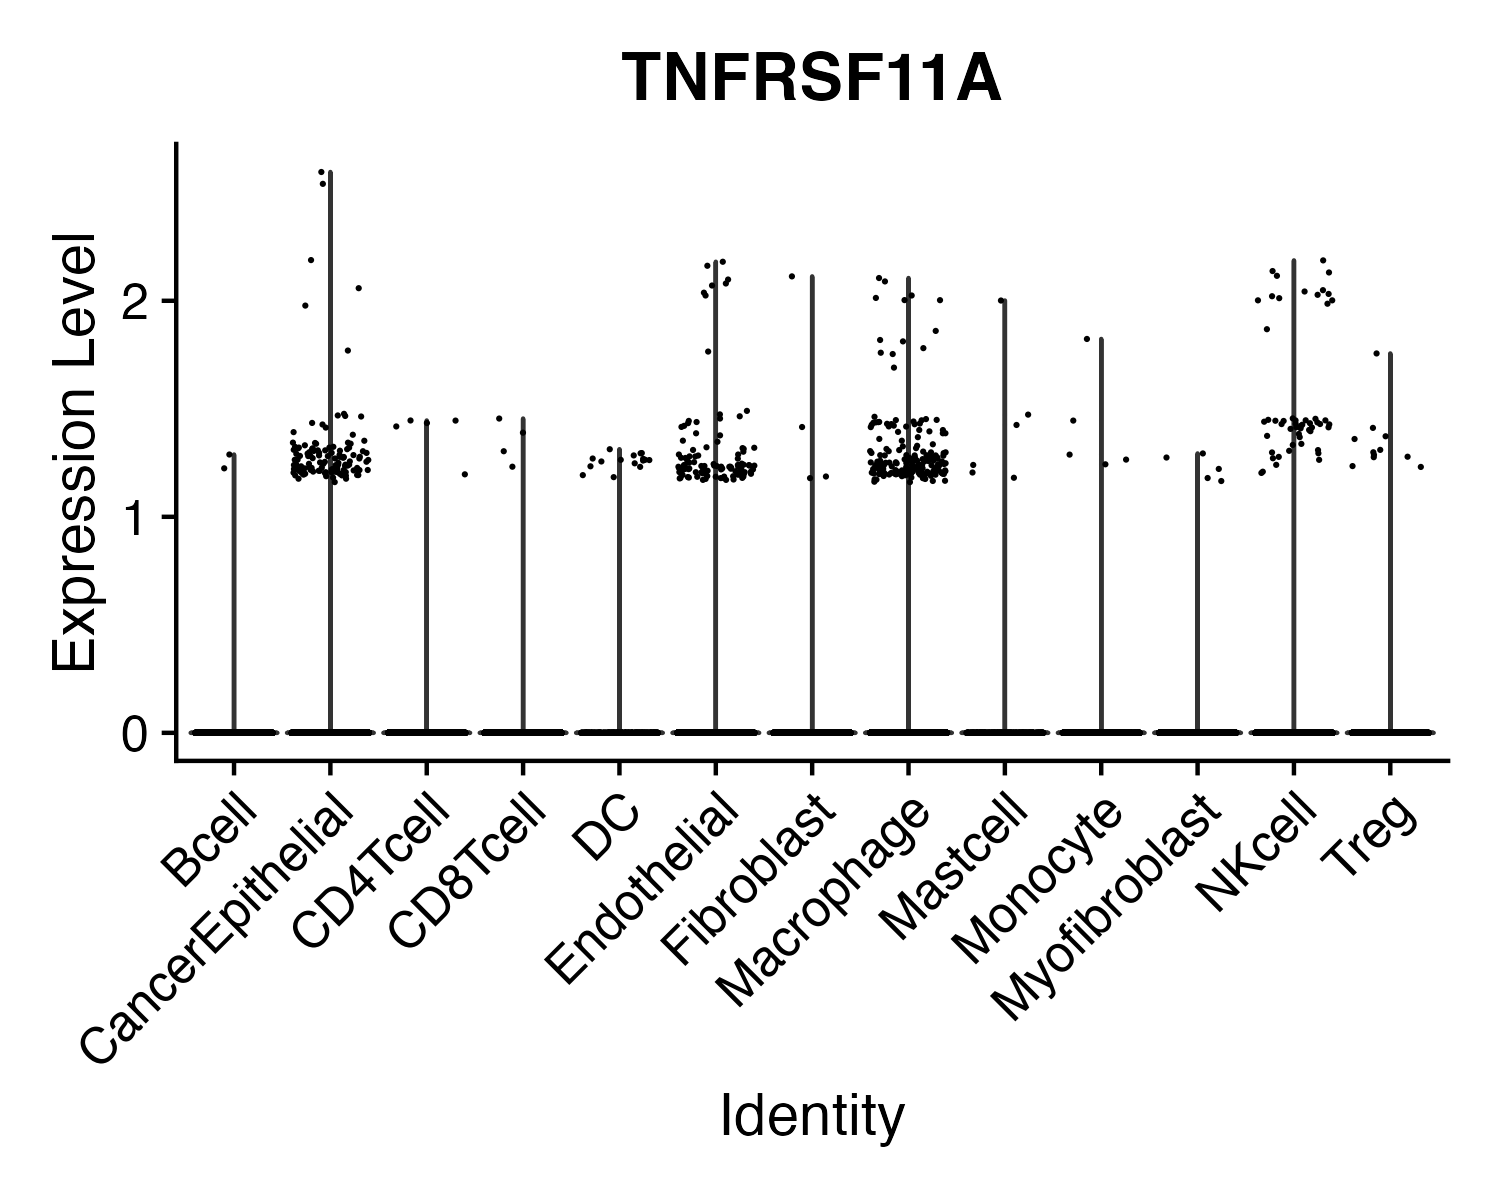 TNFRSF11A
Expression Level
2
1
0
Bcell
CancerEpithelial
CD4Tcell
CD8Tcell
DC
Endothelial
Fibroblast
Macrophage
Mastcell
Monocyte
Myofibroblast
NKcell
Treg
Identity